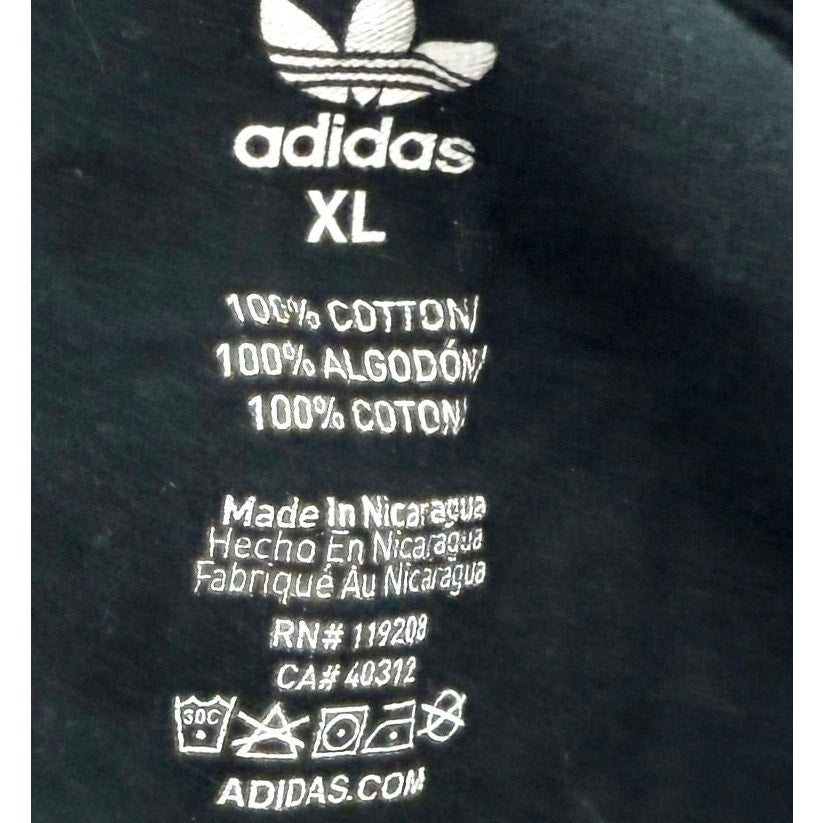 adidas
XL
100% COTTON/
100% ALGODÓN/
100% COTON/
Made In Nicaragua
Hecho En Nicaragua
Fabriqué Au Nicaragua
RN# 119208
CA# 40312
30C
ADIDAS.COM